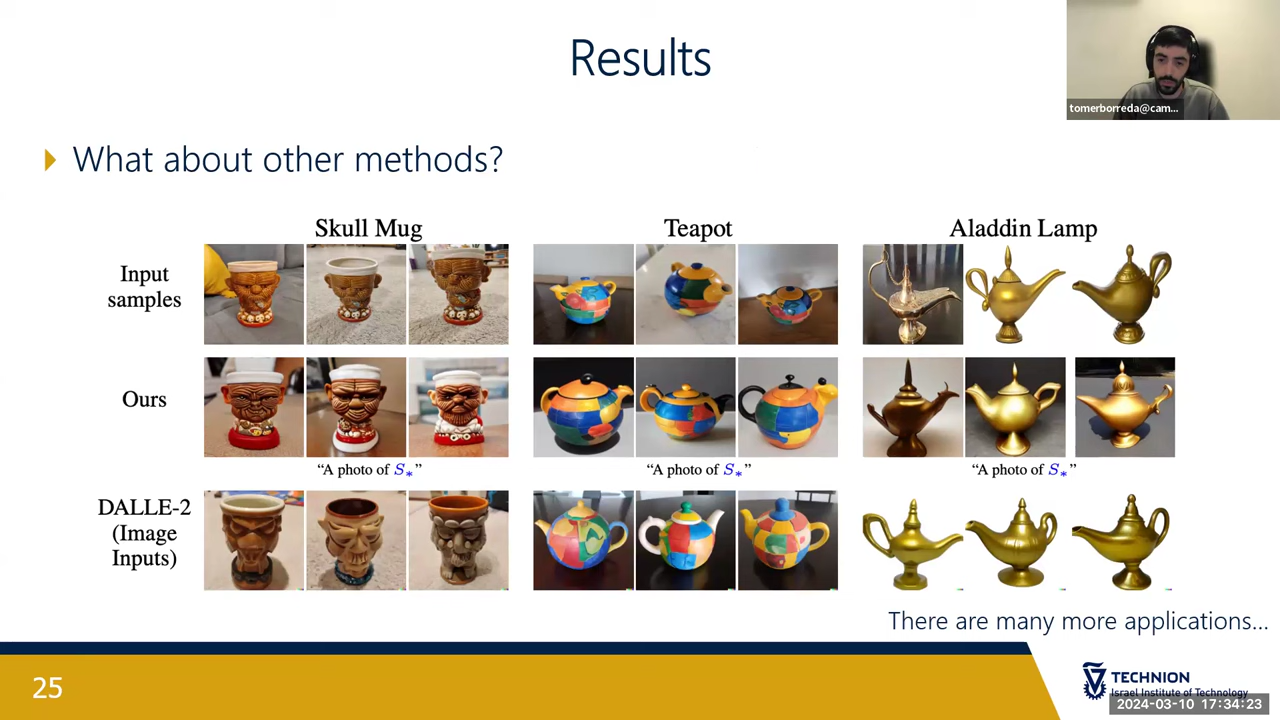 Results
tomerborreda@cam...
What about other methods?
Skull Mug
Teapot
Aladdin Lamp
Input
samples
Ours
“A photo of S*”
“A photo of S*”
“A photo of S*”
DALLE-2
(Image
Inputs)
There are many more applications...
25
TECHNION
Israel Institute of Technology
2024-03-10 17:34:23